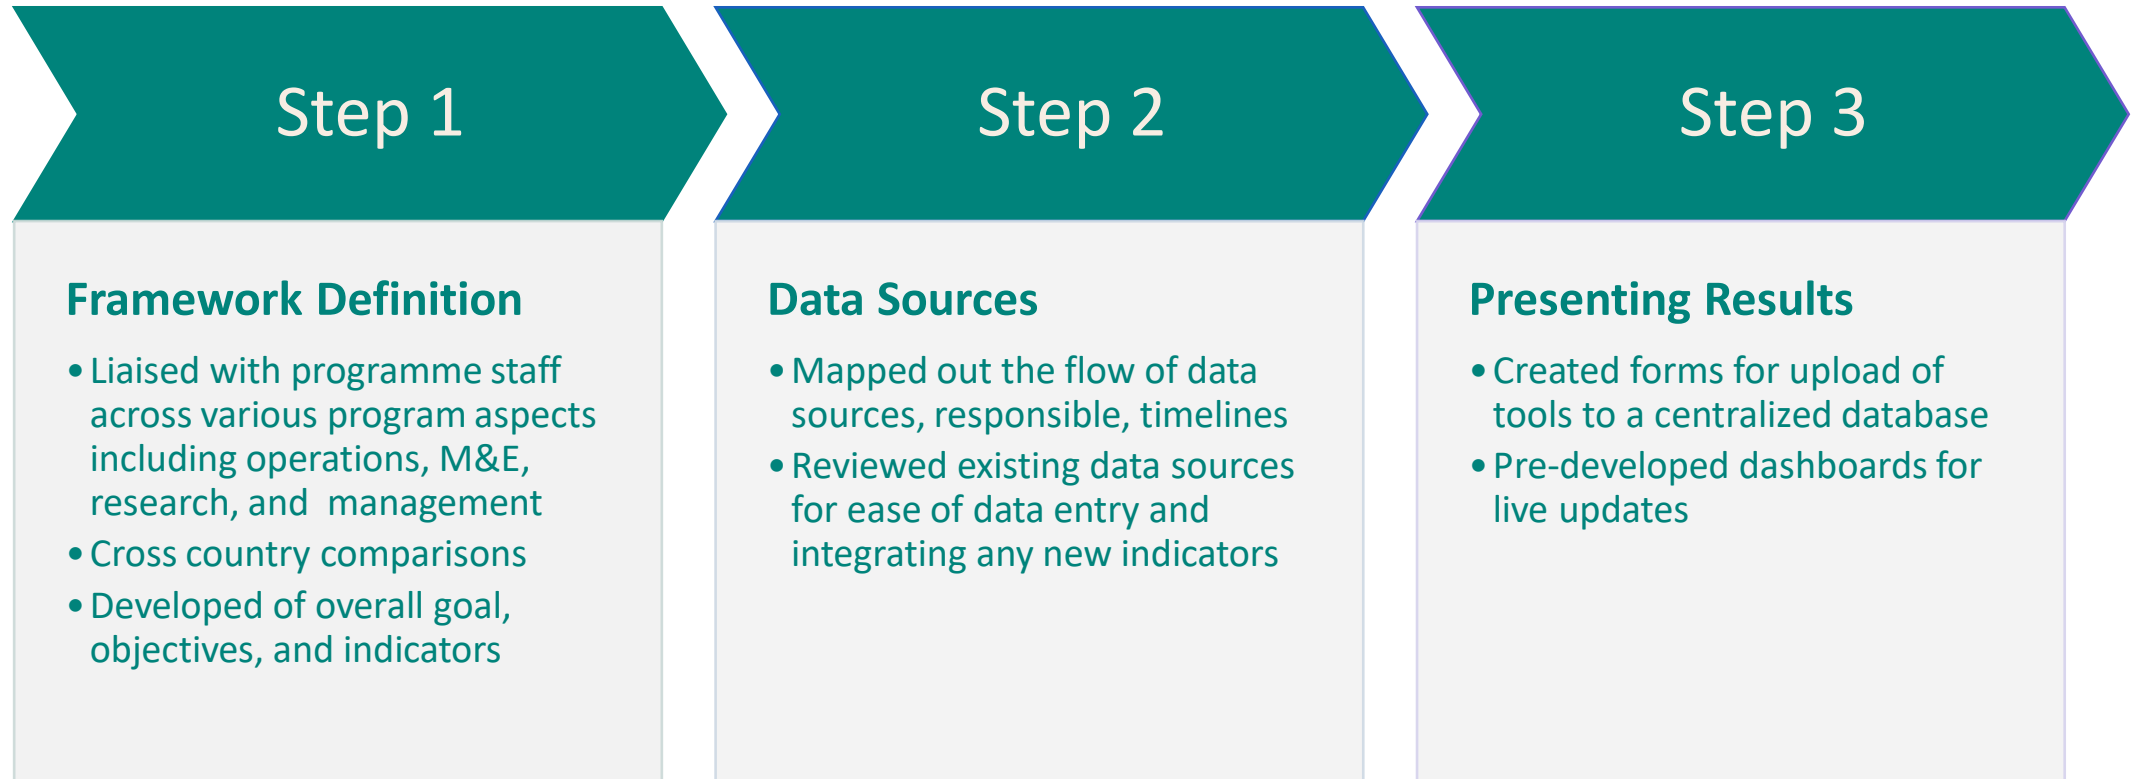 Step 1
Framework Definition
•Liaised with programme staff
across various program aspects
including operations, M&E,
research, and  management
•Cross country comparisons
•Developed of overall goal,
objectives, and indicators
Step 2
Data Sources
•Mapped out the flow of data
sources, responsible, timelines
•Reviewed existing data sources
for ease of data entry and
integrating any new indicators
Step 3
Presenting Results
•Created forms for upload of
tools to a centralized database
•Pre-developed dashboards for
live updates